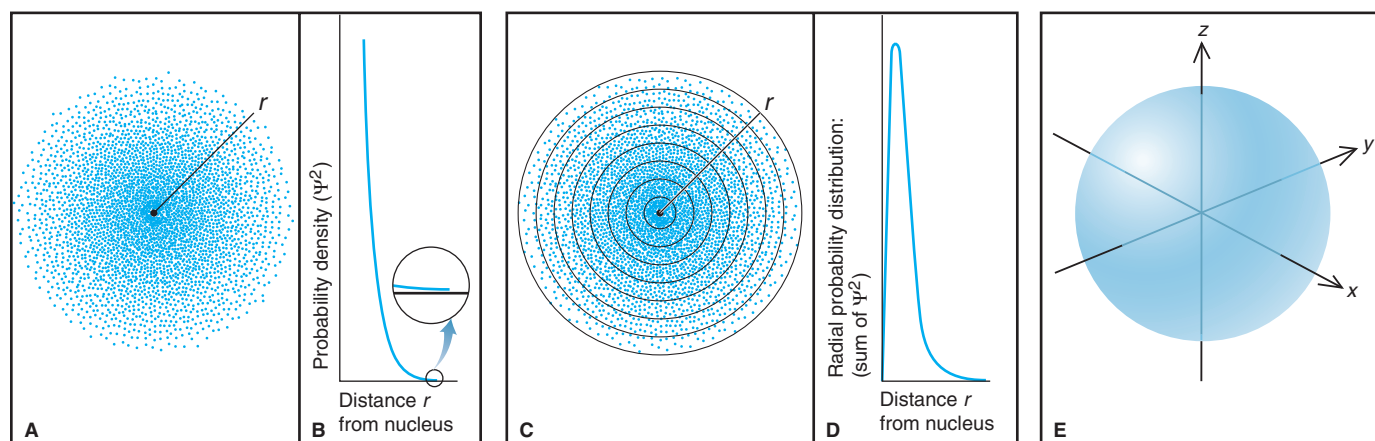 r
A
Probability density (Ψ²)
Distance r
from nucleus
B
r
C
Radial probability distribution:
(sum of Ψ²)
Distance r
from nucleus
D
z
y
x
E